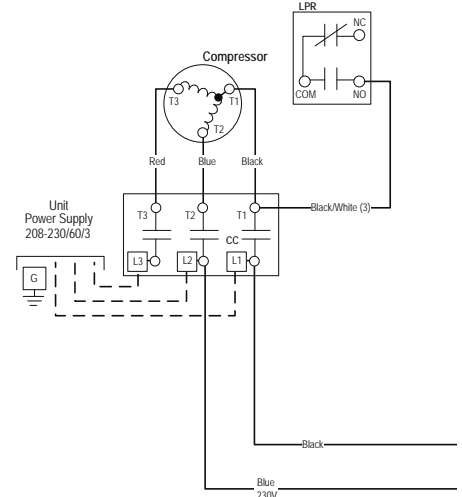 LPR
NC
COM
NO
Compressor
T3
T1
T2
Red
Blue
Black
Black/White (3)
Unit
Power Supply
208-230/60/3
T3
T2
T1
CC
L3
L2
L1
G
Black
Blue
230V